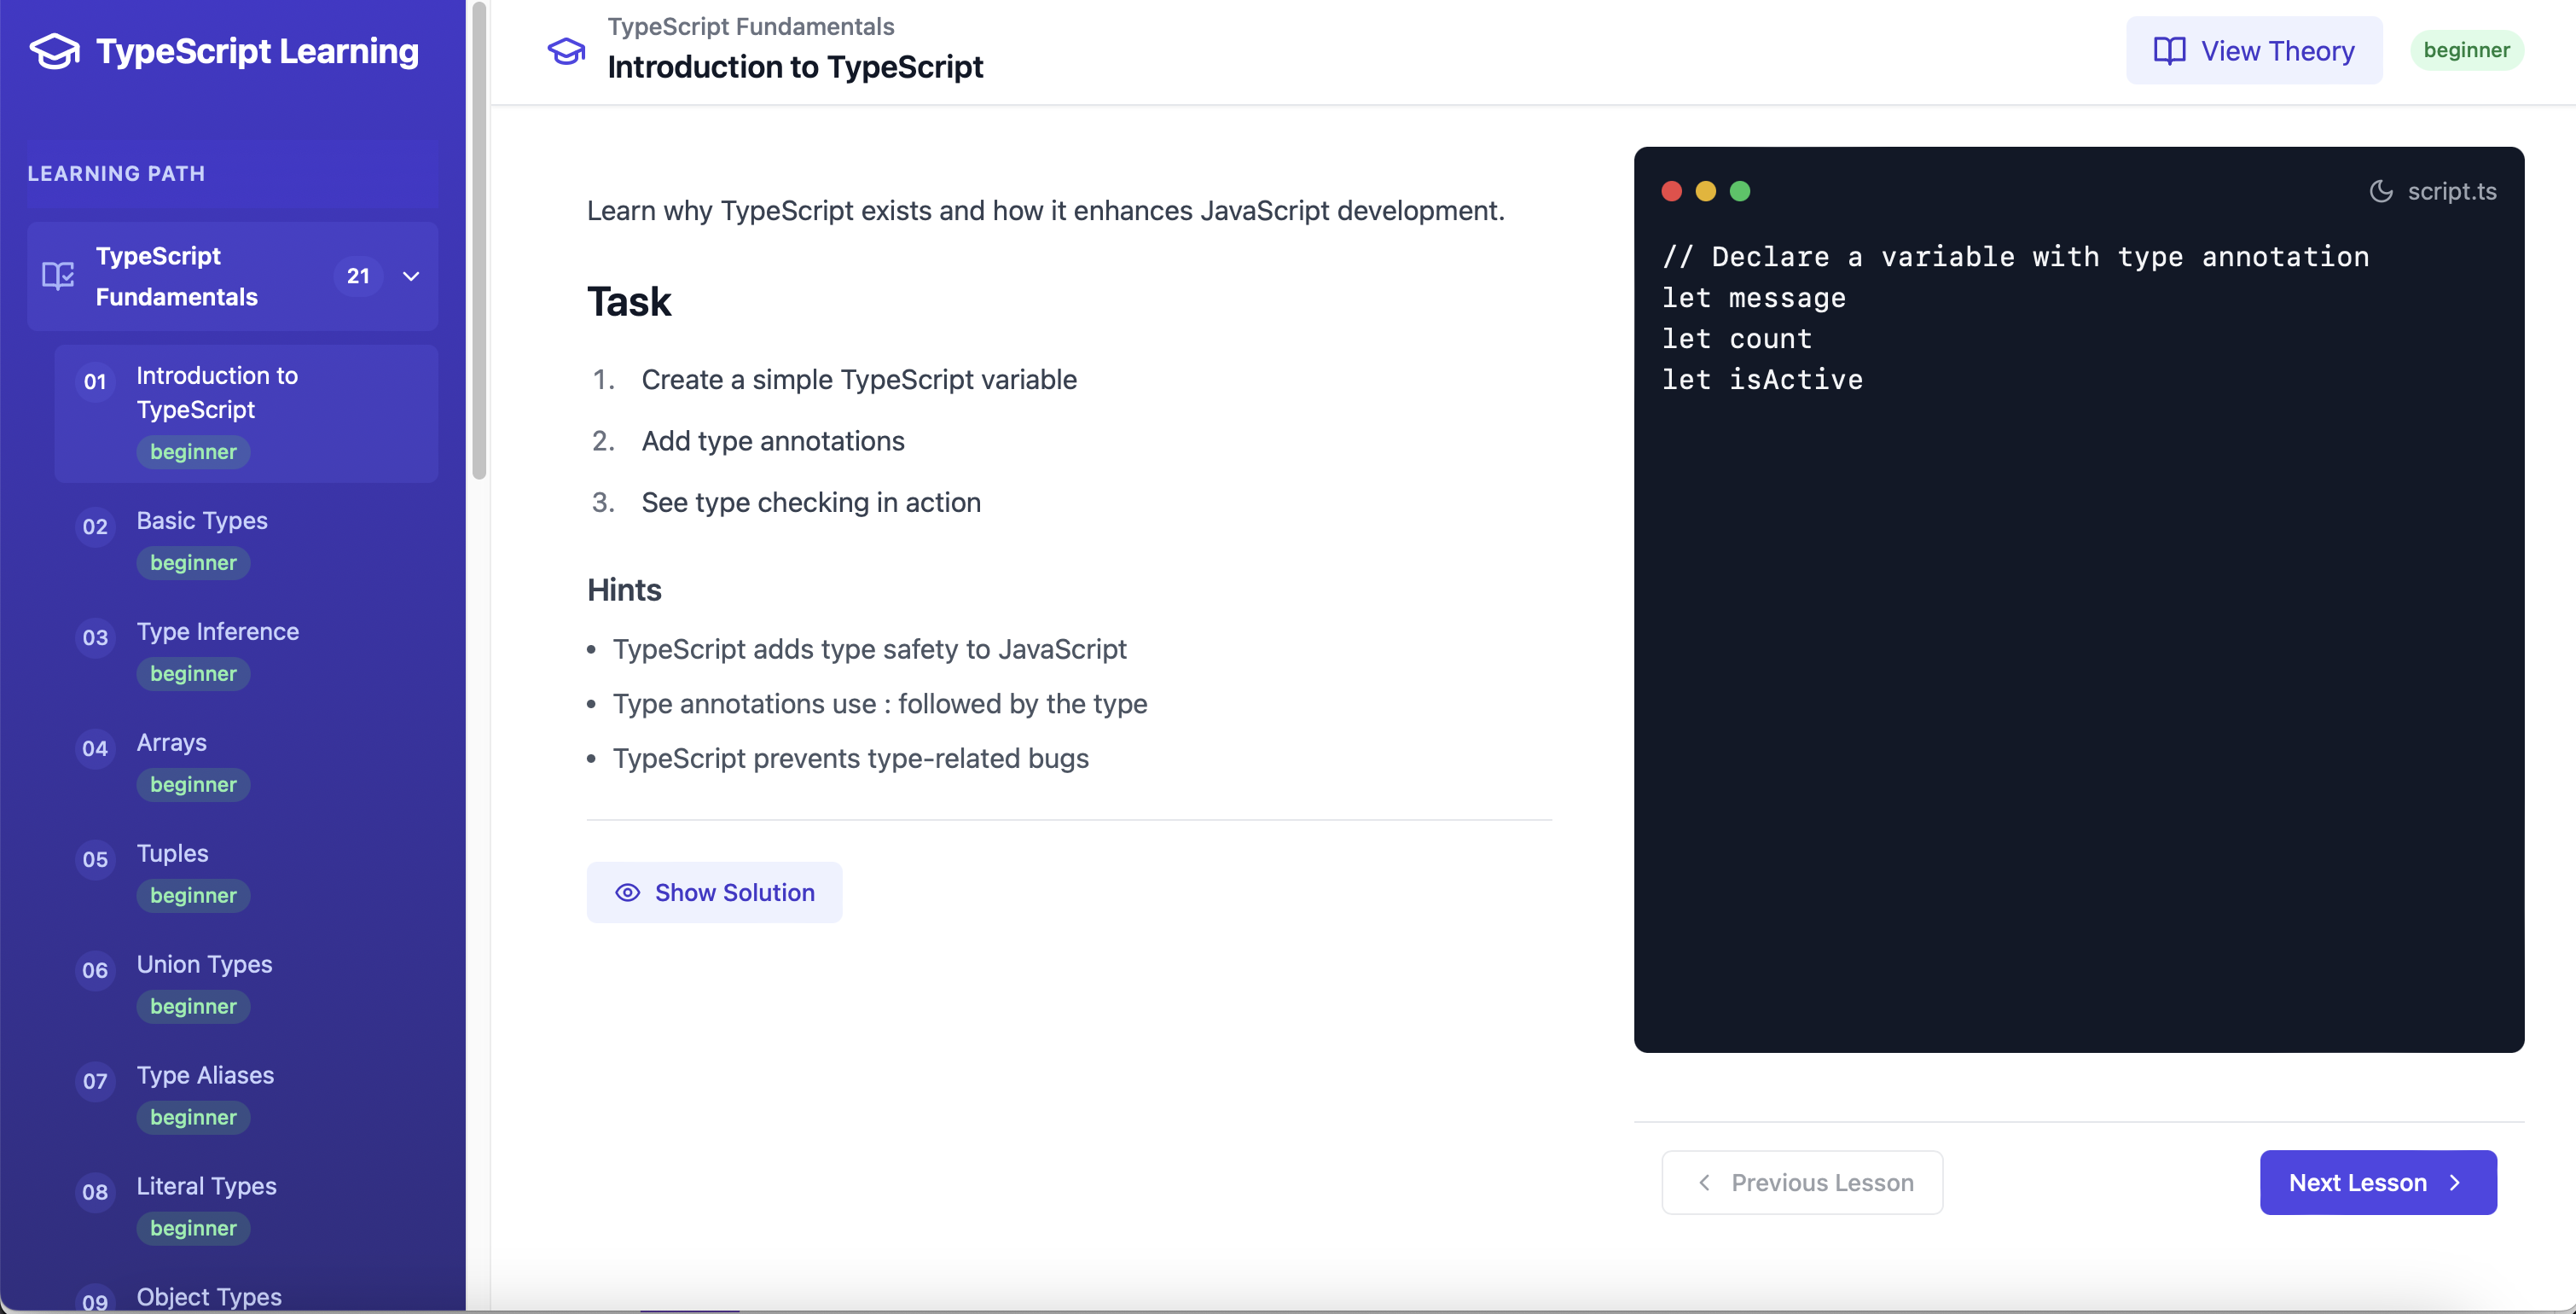 TypeScript Learning
LEARNING PATH
TypeScript
Fundamentals
21
01
Introduction to
TypeScript
beginner
02
Basic Types
beginner
03
Type Inference
beginner
04
Arrays
beginner
05
Tuples
beginner
06
Union Types
beginner
07
Type Aliases
beginner
08
Literal Types
beginner
09
Object Types
TypeScript Fundamentals
Introduction to TypeScript
View Theory
beginner
Learn why TypeScript exists and how it enhances JavaScript development.
Task
1. Create a simple TypeScript variable
2. Add type annotations
3. See type checking in action
Hints
• TypeScript adds type safety to JavaScript
• Type annotations use : followed by the type
• TypeScript prevents type-related bugs
Show Solution
script.ts
// Declare a variable with type annotation
let message
let count
let isActive
Previous Lesson
Next Lesson